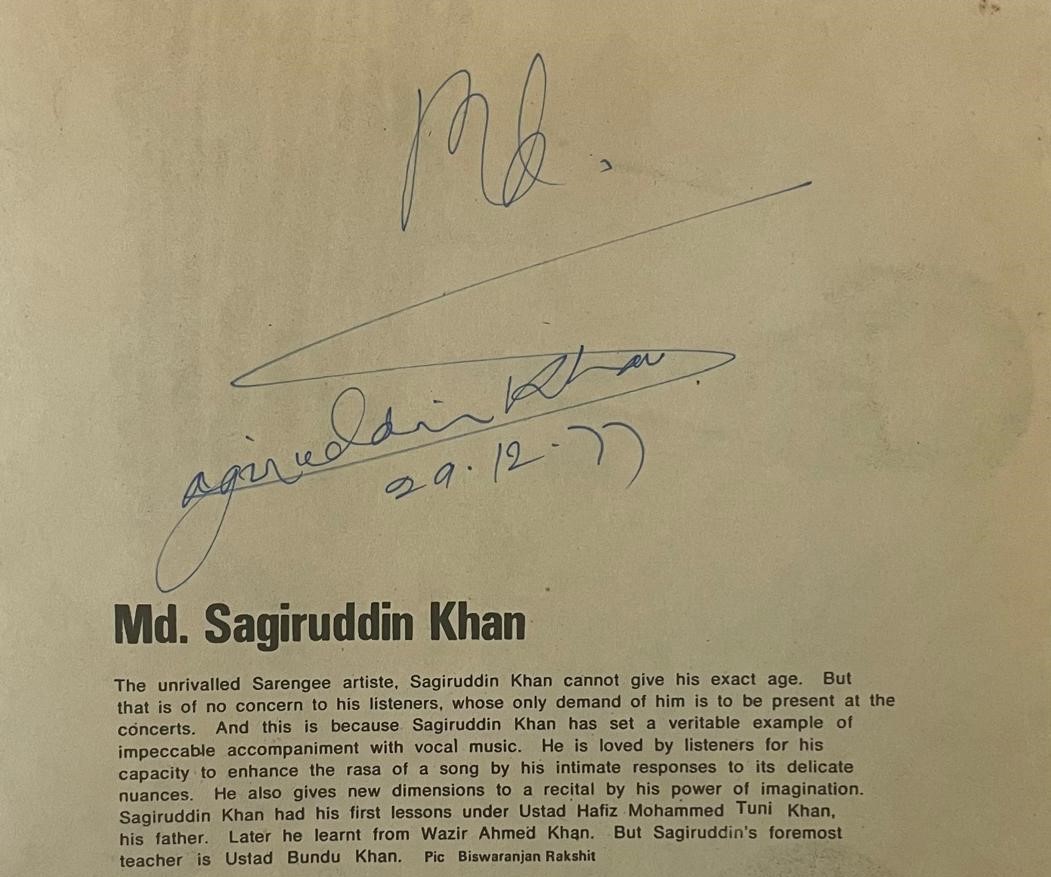 Md.
Sagiruddin Khan
29.12.77
Md. Sagiruddin Khan
The unrivalled Sarengee artiste, Sagiruddin Khan cannot give his exact age. But
that is of no concern to his listeners, whose only demand of him is to be present at the
concerts. And this is because Sagiruddin Khan has set a veritable example of
impeccable accompaniment with vocal music. He is loved by listeners for his
capacity to enhance the rasa of a song by his intimate responses to its delicate
nuances. He also gives new dimensions to a recital by his power of imagination.
Sagiruddin Khan had his first lessons under Ustad Hafiz Mohammed Tuni Khan,
his father. Later he learnt from Wazir Ahmed Khan. But Sagiruddin's foremost
teacher is Ustad Bundu Khan. Pic Biswaranjan Rakshit